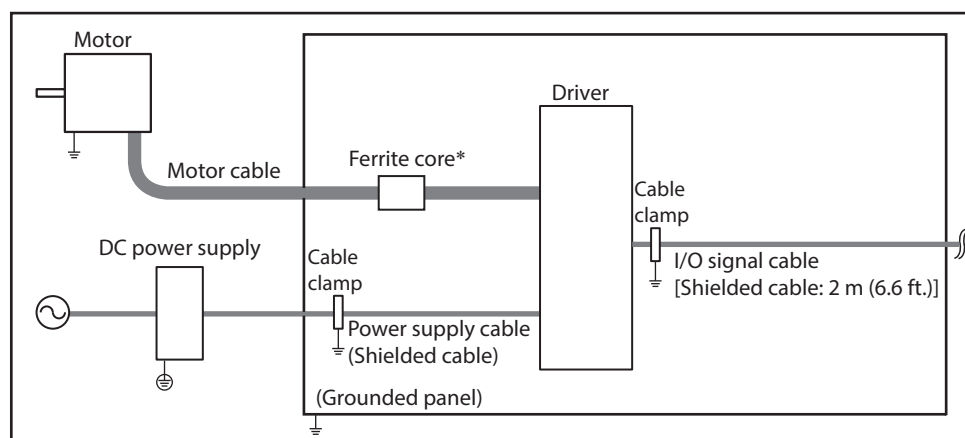 Motor
Driver
Ferrite core*
Motor cable
Cable
clamp
DC power supply
Cable
clamp
I/O signal cable
[Shielded cable: 2 m (6.6 ft.)]
Power supply cable
(Shielded cable)
(Grounded panel)